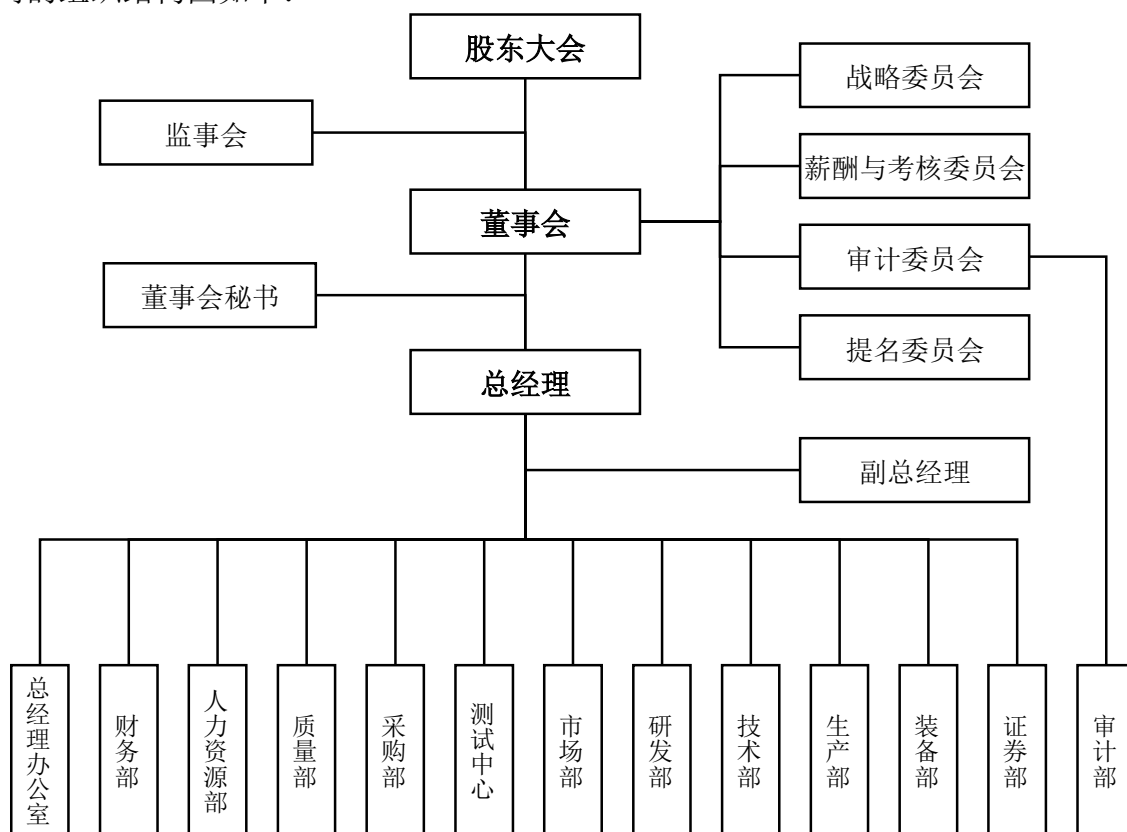 股东大会
战略委员会
监事会
薪酬与考核委员会
董事会
审计委员会
董事会秘书
提名委员会
总经理
副总经理
总经理办公室
财务部
人力资源部
质量部
采购部
测试中心
市场部
研发部
技术部
生产部
装备部
证券部
审计部